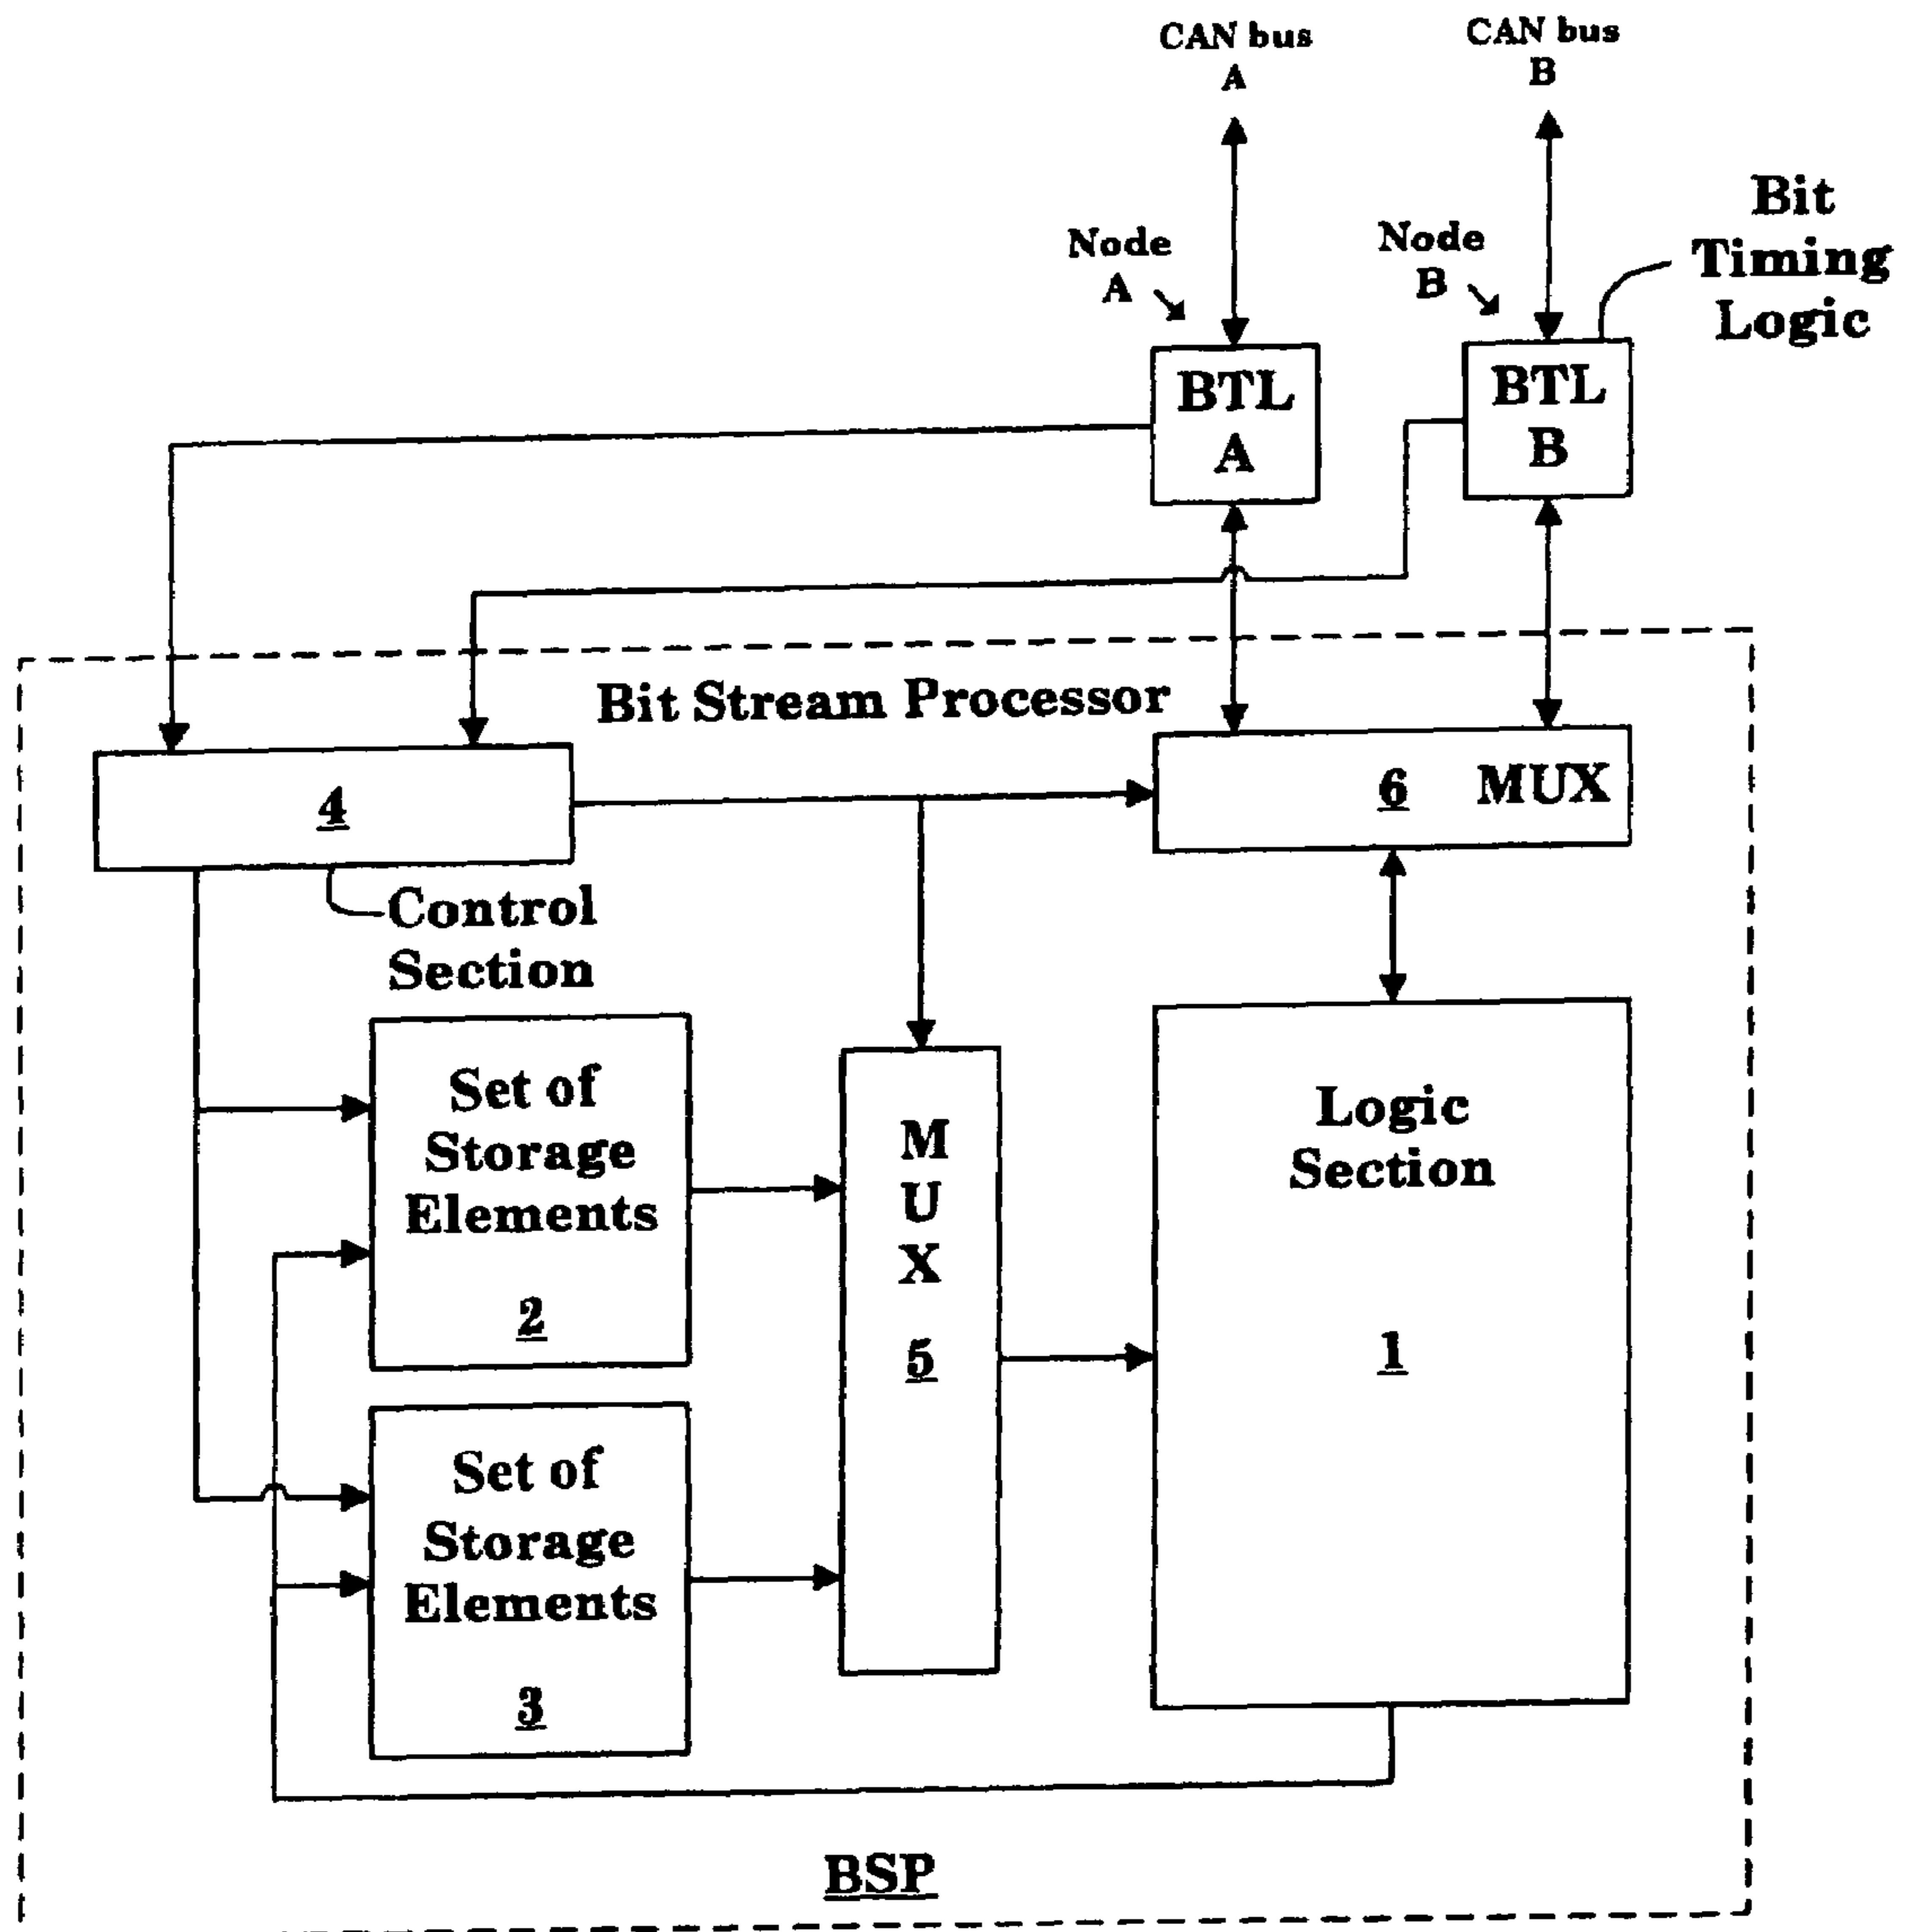 CAN bus
A
CAN bus
B
Node
A
Node
B
Bit
Timing
Logic
BTL
A
BTL
B
Bit Stream Processor
4
6 MUX
Control
Section
Set of
Storage
Elements
2
M
U
X
5
Logic
Section
1
Set of
Storage
Elements
3
BSP